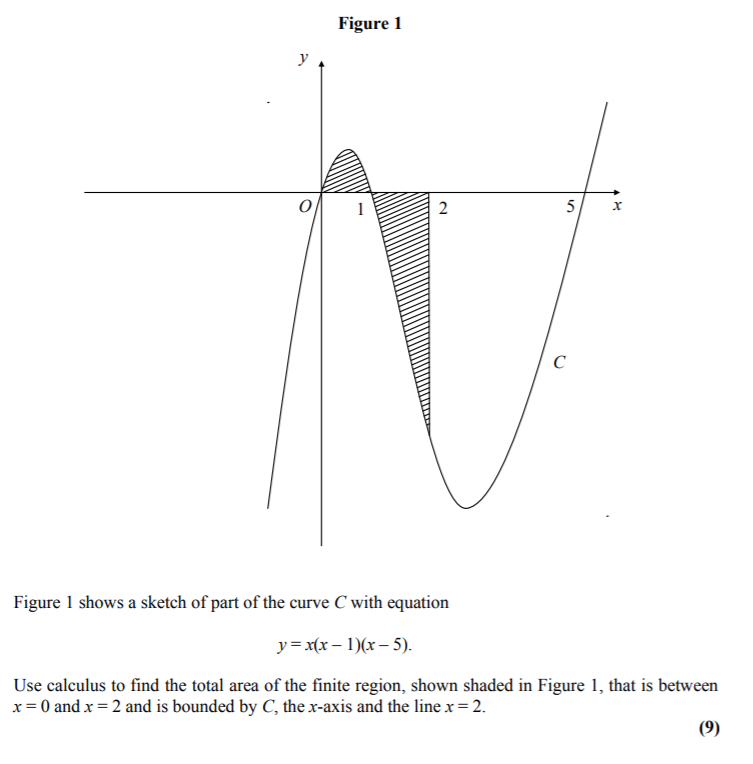 Figure 1
y
O
1
2
5
x
C
Figure 1 shows a sketch of part of the curve C with equation
y = x(x – 1)(x – 5).
Use calculus to find the total area of the finite region, shown shaded in Figure 1, that is between
x = 0 and x = 2 and is bounded by C, the x-axis and the line x = 2.
(9)